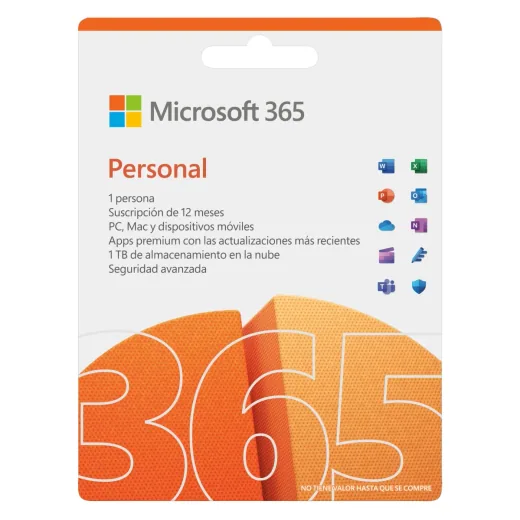 Microsoft 365
Personal
1 persona
Suscripción de 12 meses
PC, Mac y dispositivos móviles
Apps premium con las actualizaciones más recientes
1 TB de almacenamiento en la nube
Seguridad avanzada
W
X
P
O
N
T
365
NO TIENE VALOR HASTA QUE SE COMPRE